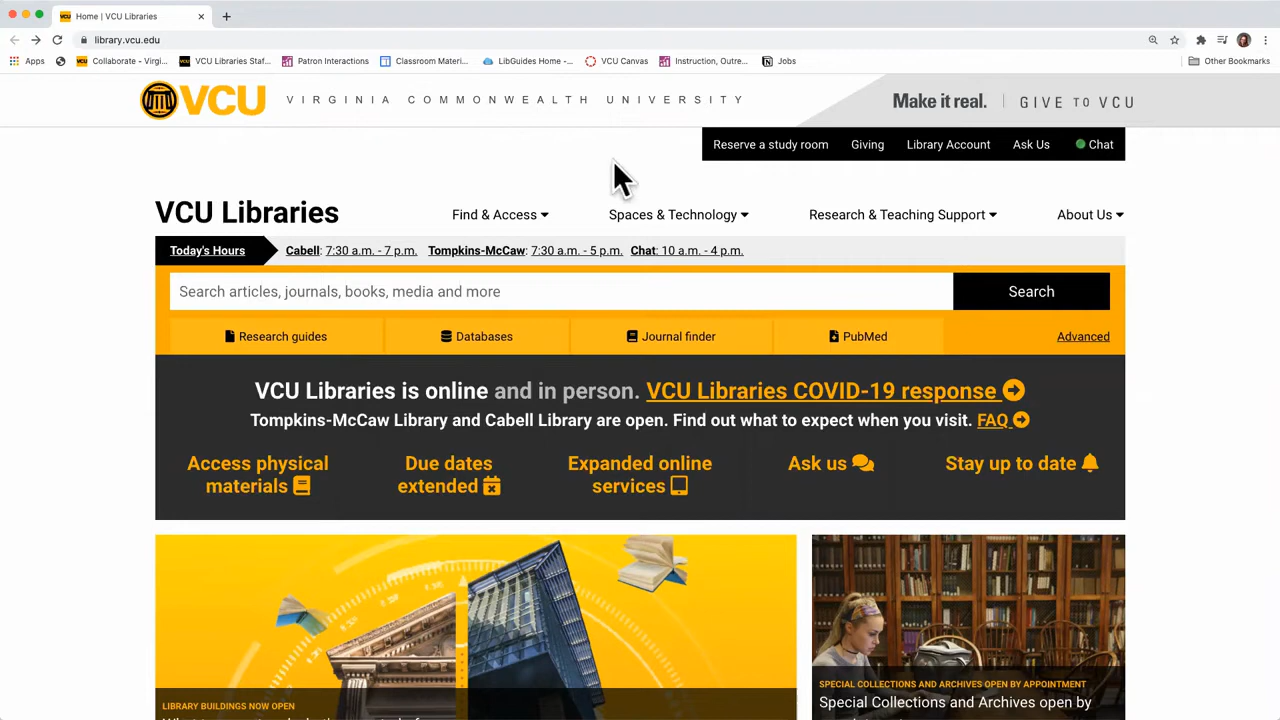 Home | VCU Libraries
library.vcu.edu
Apps
Collaborate - Virgi...
VCU Libraries Staf...
Patron Interactions
Classroom Materi...
LibGuides Home -...
VCU Canvas
Instruction, Outre...
Jobs
Other Bookmarks
VCU VIRGINIA COMMONWEALTH UNIVERSITY
Make it real. GIVE TO VCU
Reserve a study room Giving Library Account Ask Us Chat
VCU Libraries
Find & Access Spaces & Technology Research & Teaching Support About Us
Today's Hours Cabell: 7:30 a.m. - 7 p.m. Tompkins-McCaw: 7:30 a.m. - 5 p.m. Chat: 10 a.m. - 4 p.m.
Search articles, journals, books, media and more Search
Research guides Databases Journal finder PubMed Advanced
VCU Libraries is online and in person. VCU Libraries COVID-19 response
Tompkins-McCaw Library and Cabell Library are open. Find out what to expect when you visit. FAQ
Access physical
materials
Due dates
extended
Expanded online
services
Ask us
Stay up to date
LIBRARY BUILDINGS NOW OPEN
SPECIAL COLLECTIONS AND ARCHIVES OPEN BY APPOINTMENT
Special Collections and Archives open by